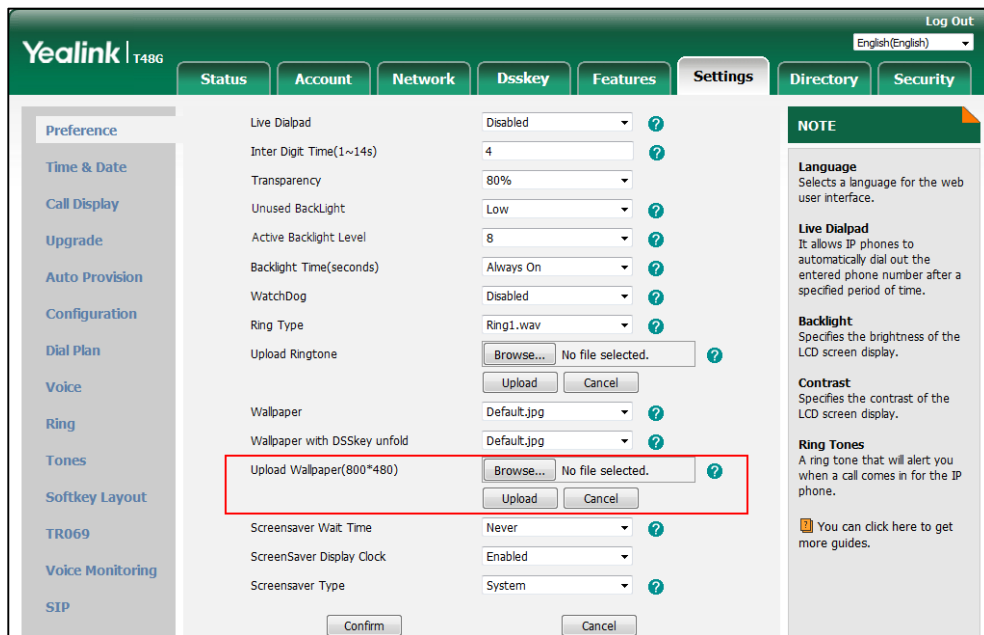 Log Out
Yealink T48G
English(English)
Status Account Network Dsskey Features Settings Directory Security
Preference
Time & Date
Call Display
Upgrade
Auto Provision
Configuration
Dial Plan
Voice
Ring
Tones
Softkey Layout
TR069
Voice Monitoring
SIP
Live Dialpad Disabled ?
Inter Digit Time(1~14s) 4 ?
Transparency 80%
Unused BackLight Low ?
Active Backlight Level 8 ?
Backlight Time(seconds) Always On ?
WatchDog Disabled ?
Ring Type Ring1.wav ?
Upload Ringtone Browse... No file selected. ?
Upload Cancel
Wallpaper Default.jpg ?
Wallpaper with DSSkey unfold Default.jpg ?
Upload Wallpaper(800*480) Browse... No file selected. ?
Upload Cancel
Screensaver Wait Time Never ?
ScreenSaver Display Clock Enabled
Screensaver Type System ?
Confirm Cancel
NOTE
Language
Selects a language for the web
user interface.
Live Dialpad
It allows IP phones to
automatically dial out the
entered phone number after a
specified period of time.
Backlight
Specifies the brightness of the
LCD screen display.
Contrast
Specifies the contrast of the
LCD screen display.
Ring Tones
A ring tone that will alert you
when a call comes in for the IP
phone.
? You can click here to get
more guides.